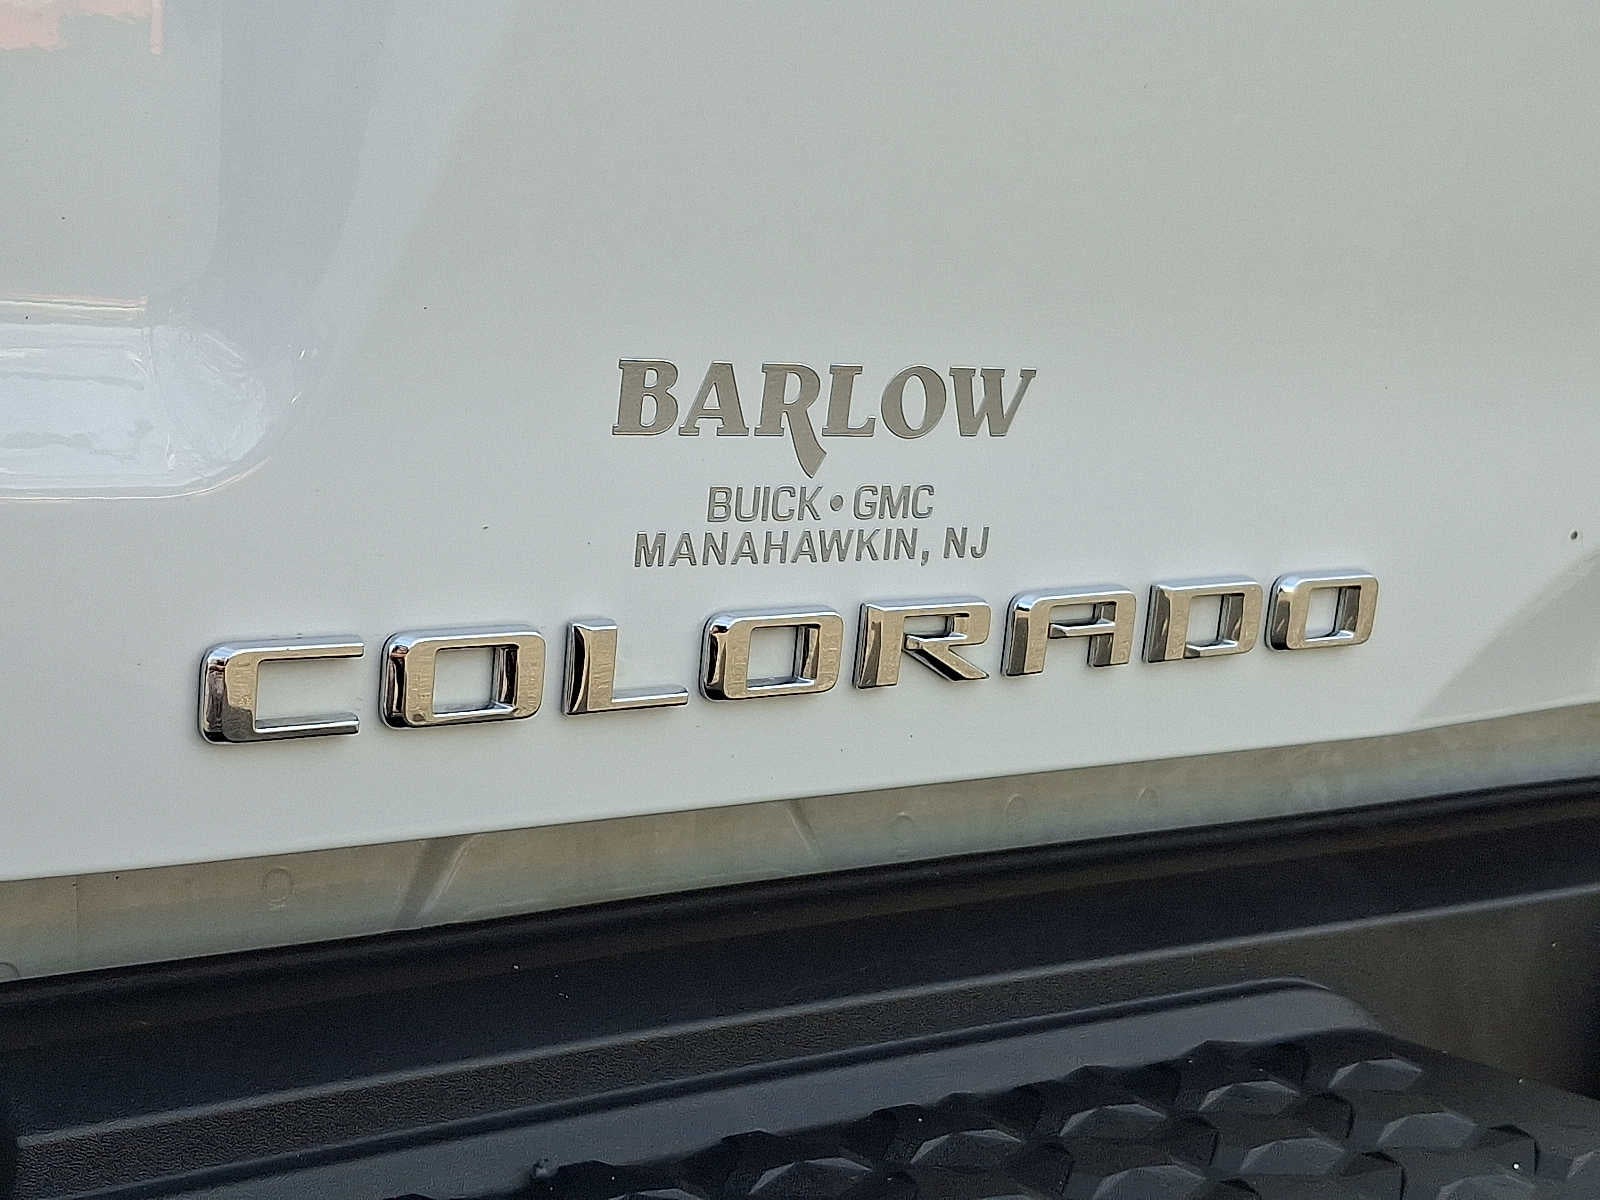 BARLOW
BUICK • GMC
MANAHAWKIN, NJ
COLORADO